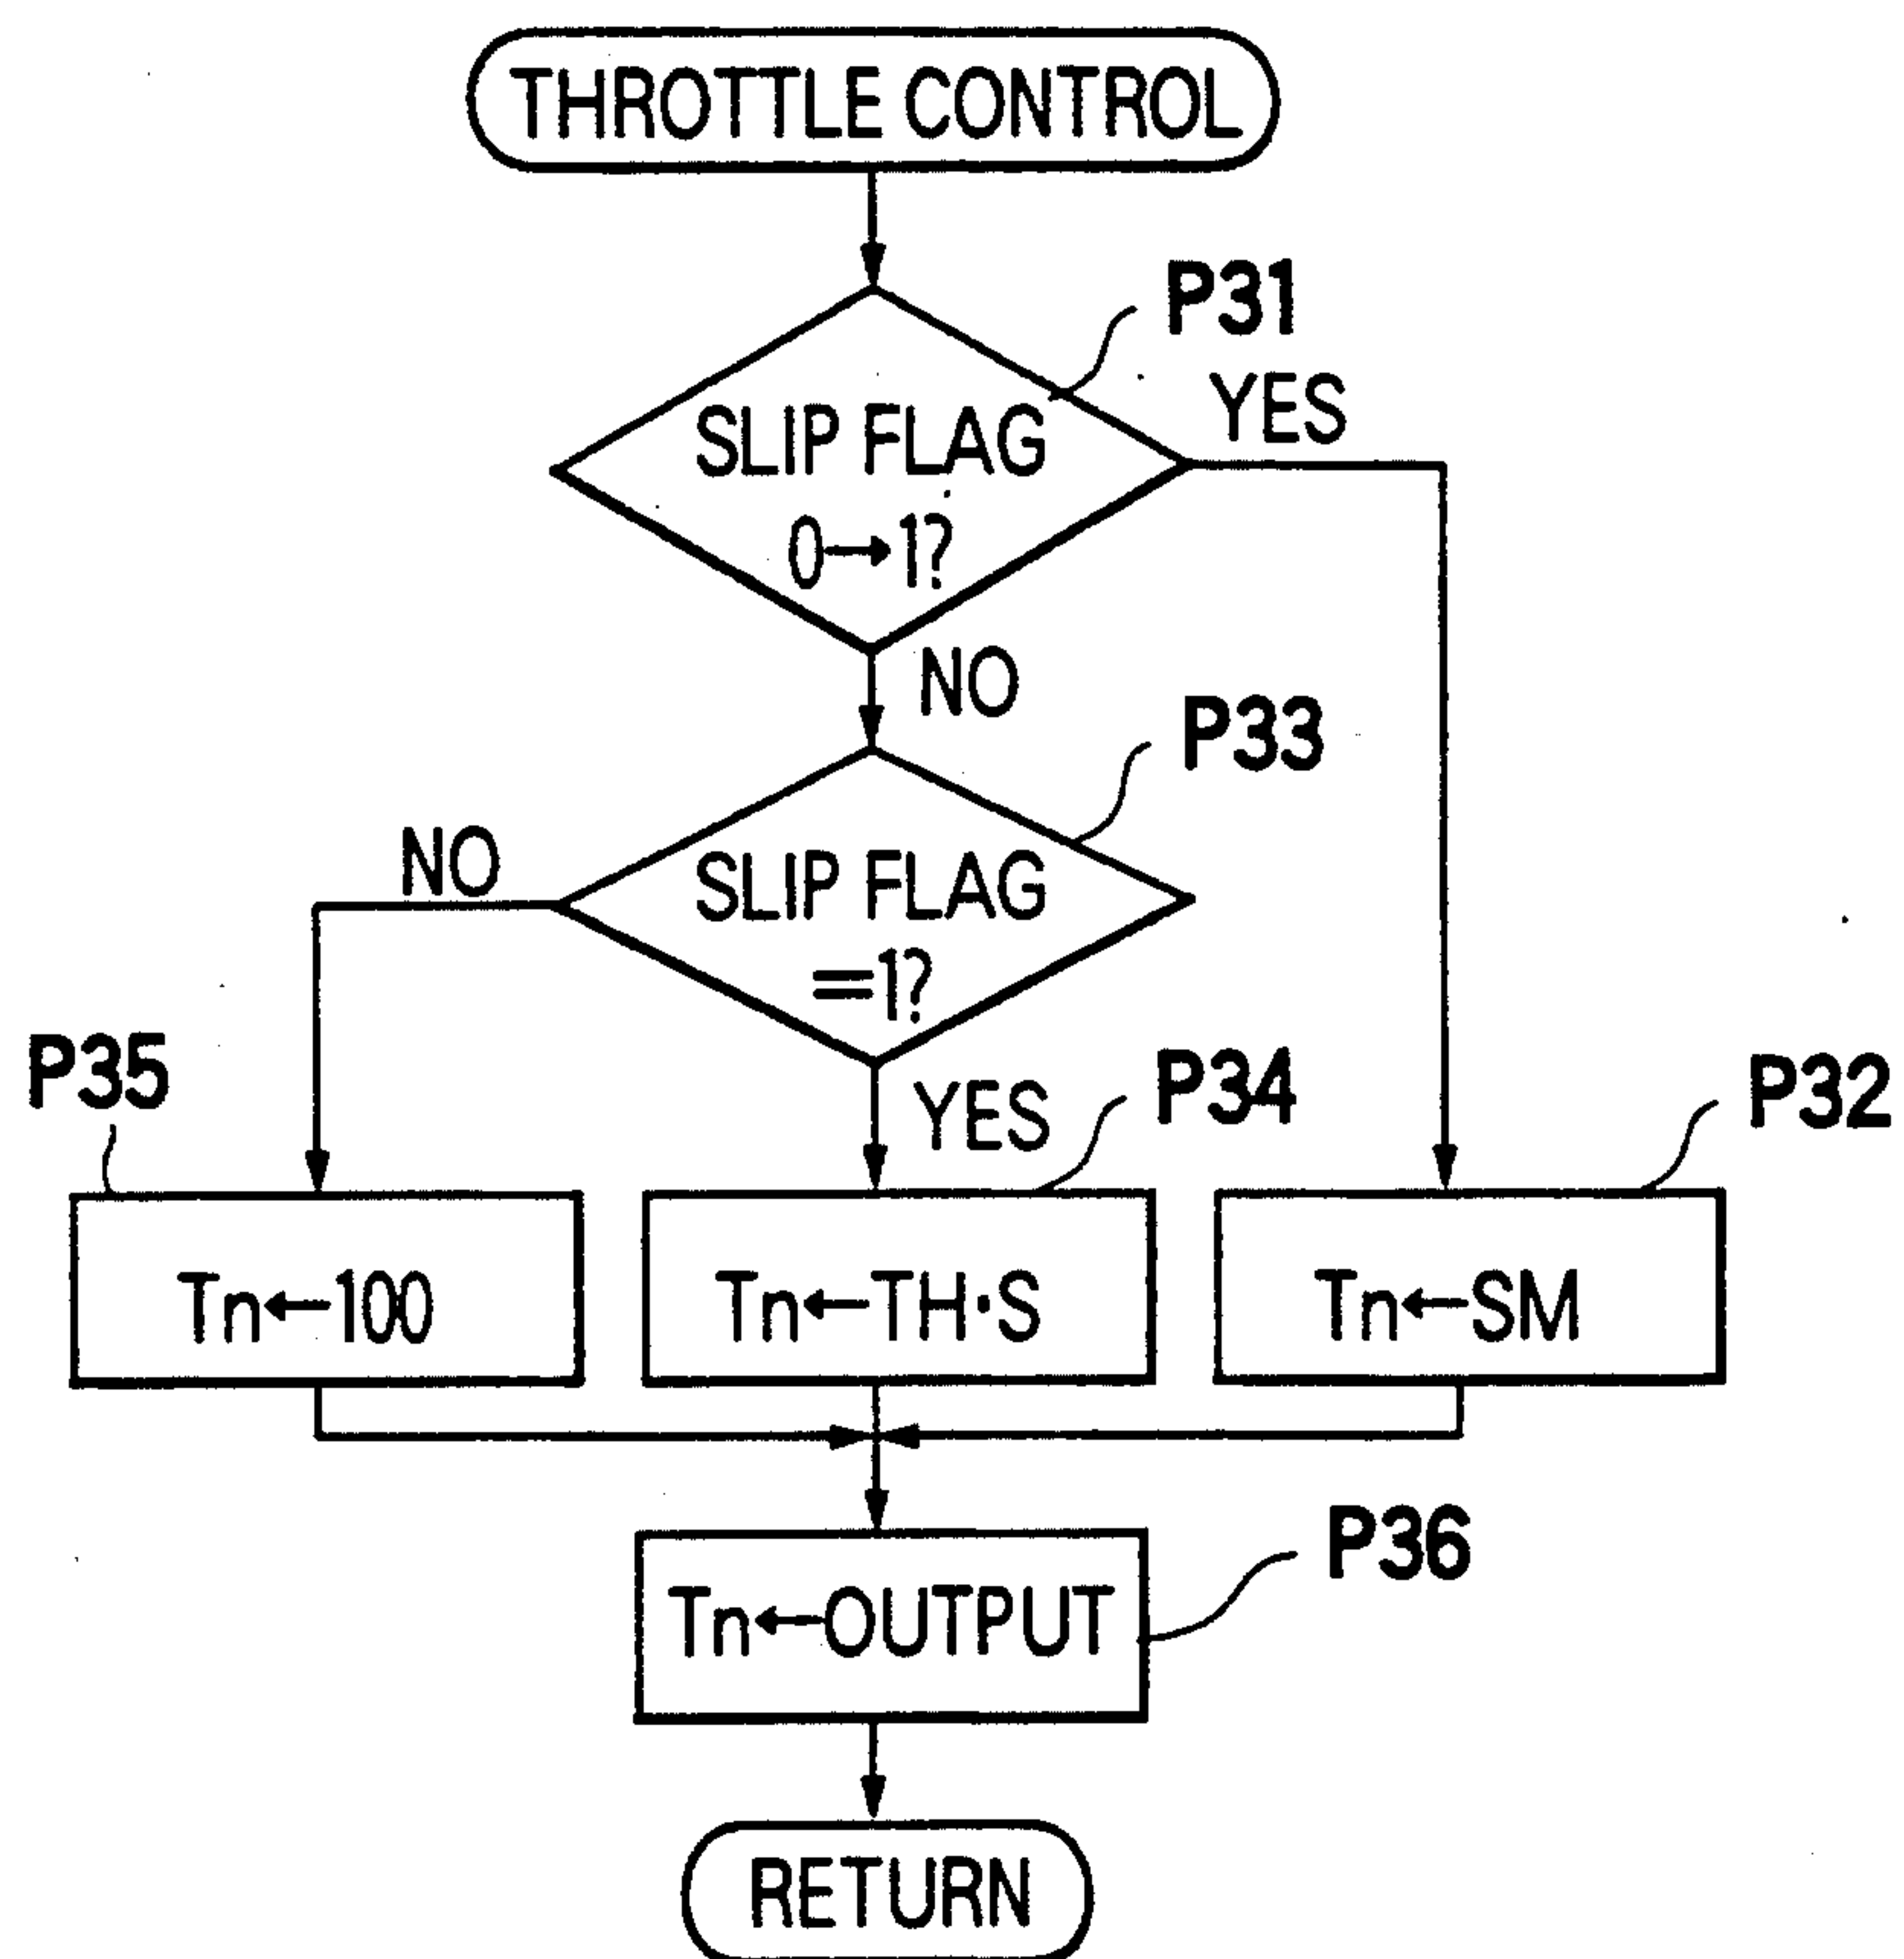 THROTTLE CONTROL
P31
YES
SLIP FLAG
0→1?
NO
P33
NO
SLIP FLAG
=1?
P35
YES
P34
P32
Tn←100
Tn←TH·S
Tn←SM
P36
Tn←OUTPUT
RETURN